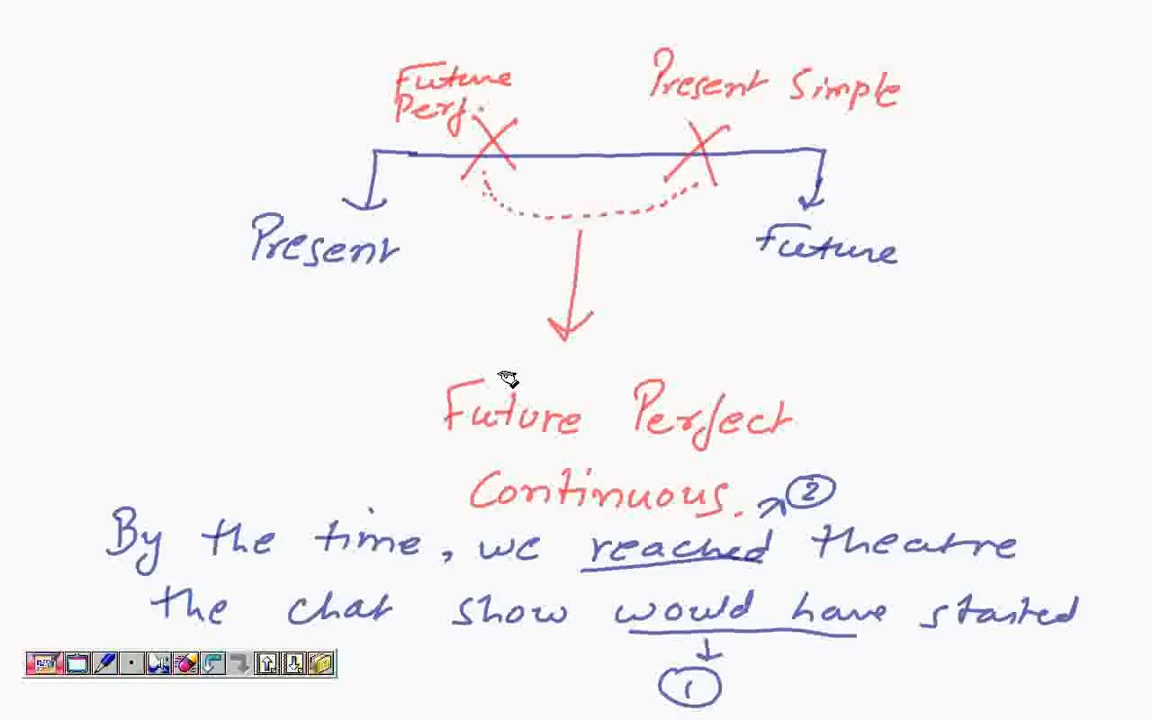 Future
Perf.
Present Simple
Present
Future
Future Perfect
Continuous.
2
By the time, we reached theatre
the chat show would have started
1